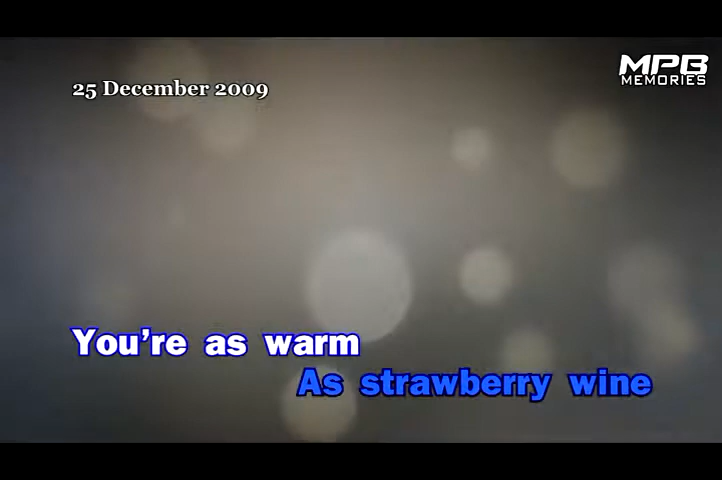 25 December 2009
MPB
MEMORIES
You're as warm
As strawberry wine